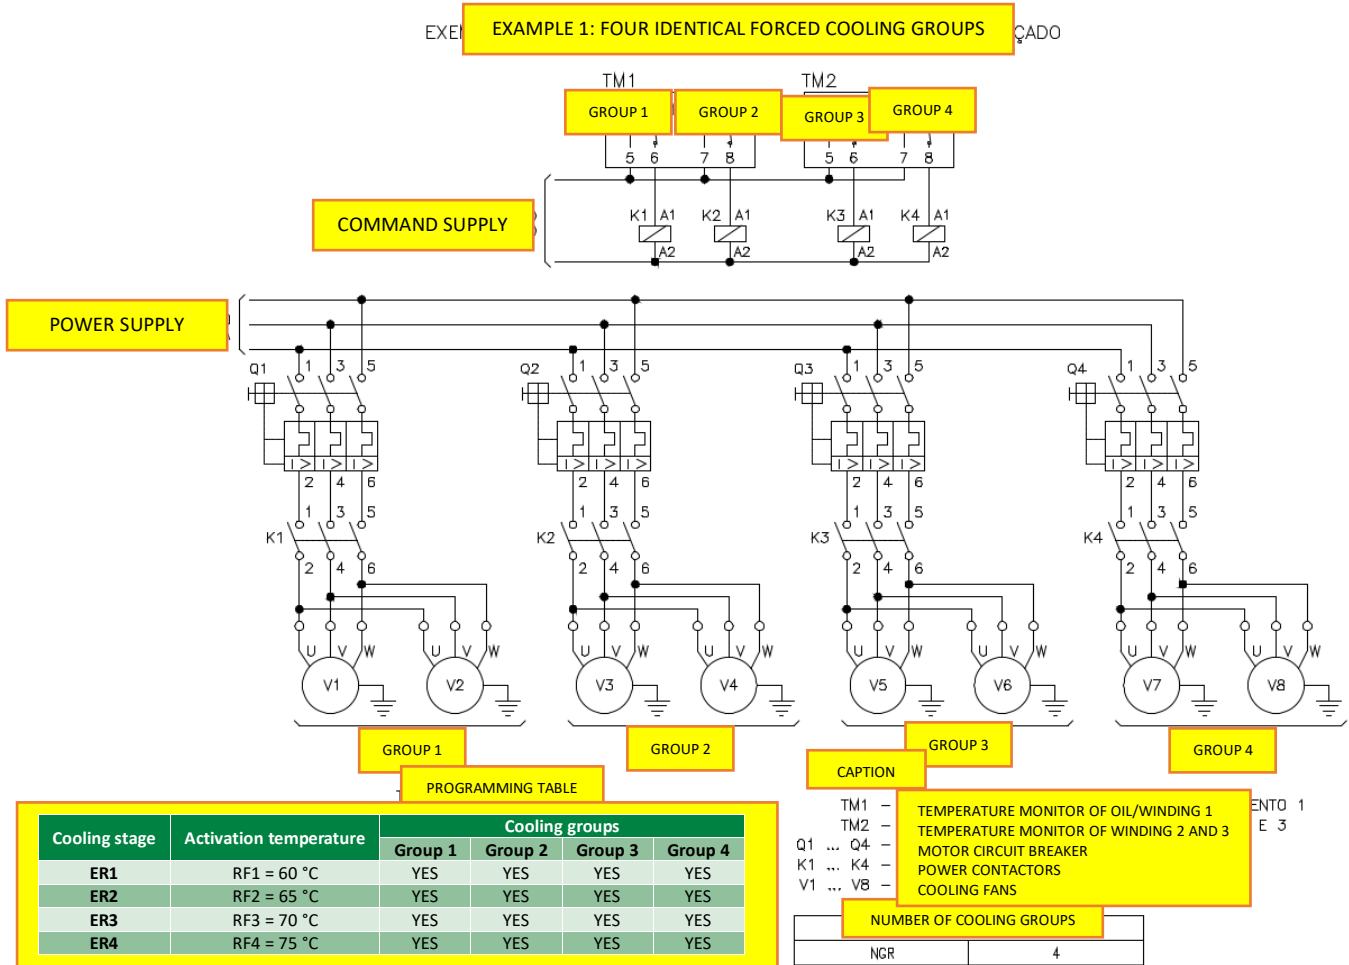 EXE EXAMPLE 1: FOUR IDENTICAL FORCED COOLING GROUPS ÇADO
TM1 TM2
GROUP 1 GROUP 2 GROUP 3 GROUP 4
5 6 7 8 5 6 7 8
COMMAND SUPPLY
K1 A1 K2 A1 K3 A1 K4 A1
A2 A2 A2 A2
POWER SUPPLY
Q1 1 3 5 Q2 1 3 5 Q3 1 3 5 Q4 1 3 5
I> I> I> I> I> I> I> I> I> I> I> I>
2 4 6 2 4 6 2 4 6 2 4 6
1 3 5 1 3 5 1 3 5 1 3 5
K1 K2 K3 K4
2 4 6 2 4 6 2 4 6 2 4 6
U V W U V W U V W U V W U V W U V W U V W U V W
V1 V2 V3 V4 V5 V6 V7 V8
GROUP 1 GROUP 2 GROUP 3 GROUP 4
PROGRAMMING TABLE
Cooling stage Activation temperature Cooling groups
Group 1 Group 2 Group 3 Group 4
ER1 RF1 = 60 °C YES YES YES YES
ER2 RF2 = 65 °C YES YES YES YES
ER3 RF3 = 70 °C YES YES YES YES
ER4 RF4 = 75 °C YES YES YES YES
CAPTION
TM1 – TEMPERATURE MONITOR OF OIL/WINDING 1 ENTO 1
TM2 – TEMPERATURE MONITOR OF WINDING 2 AND 3 E 3
Q1 ... Q4 – MOTOR CIRCUIT BREAKER
K1 ... K4 – POWER CONTACTORS
V1 ... V8 – COOLING FANS
NUMBER OF COOLING GROUPS
NGR 4